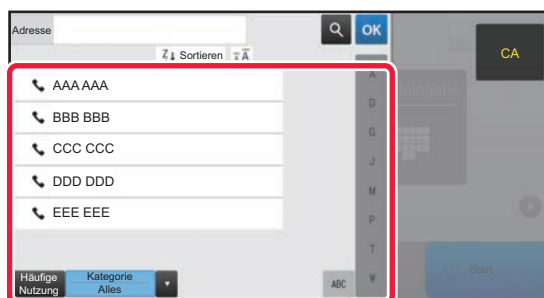 Adresse
OK
CA
Sortieren
AAA AAA
BBB BBB
CCC CCC
DDD DDD
EEE EEE
A
D
G
J
M
P
T
W
teingabe
Start
Häufige
Nutzung
Kategorie
Alles
ABC